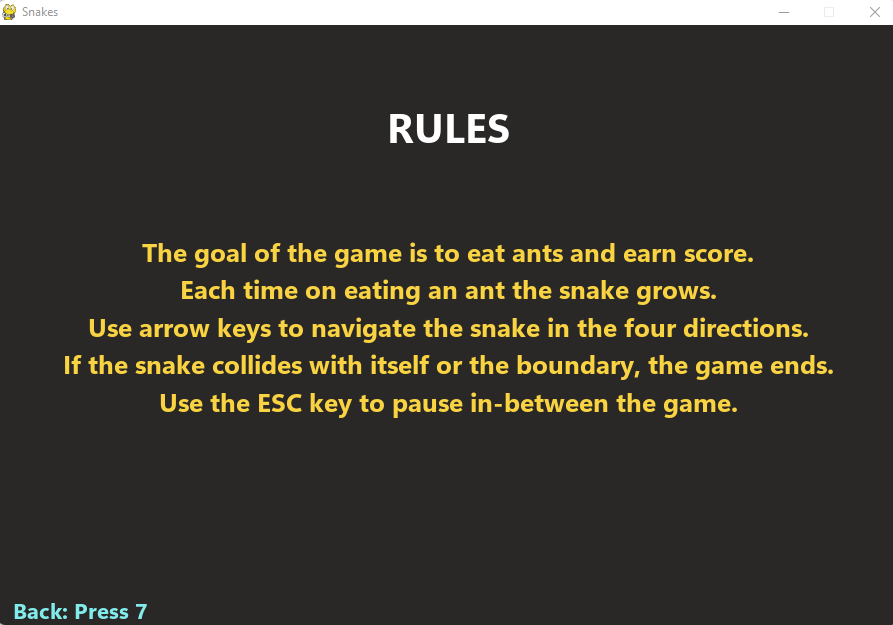 Snakes
RULES
The goal of the game is to eat ants and earn score.
Each time on eating an ant the snake grows.
Use arrow keys to navigate the snake in the four directions.
If the snake collides with itself or the boundary, the game ends.
Use the ESC key to pause in-between the game.
Back: Press 7